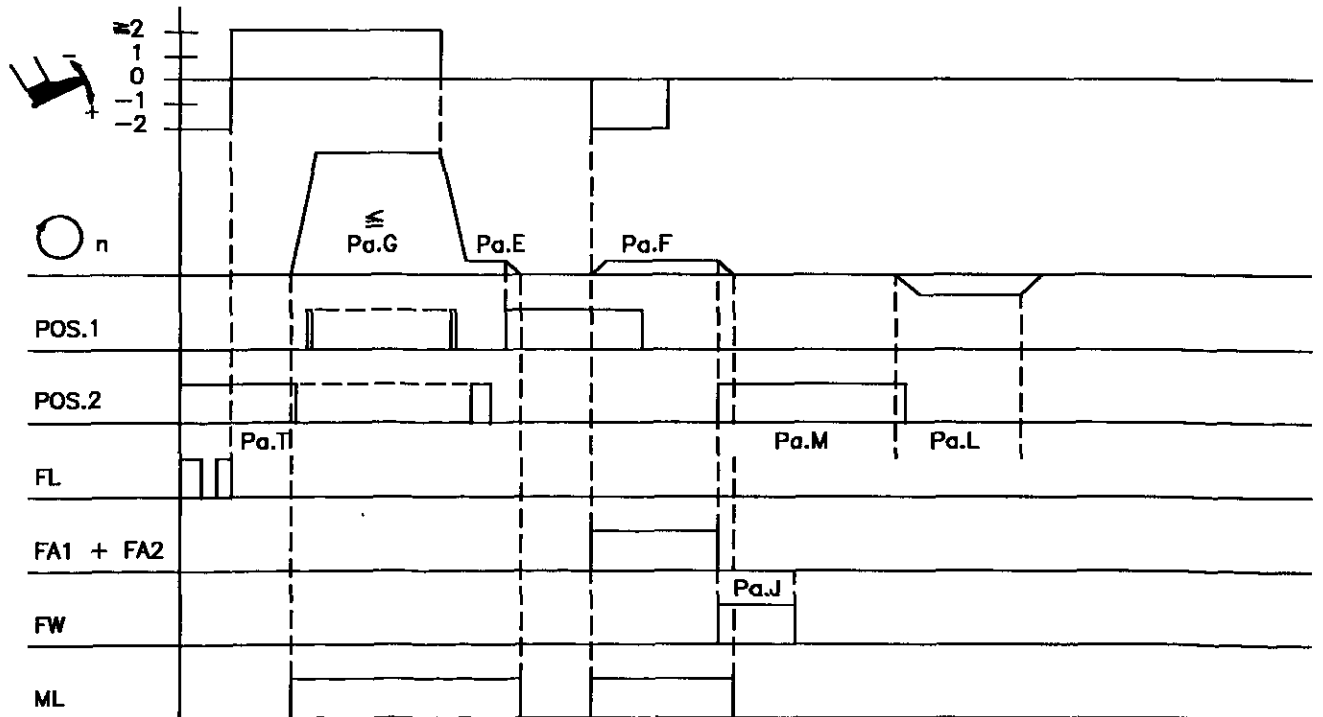 ≧2
1
0
-1
-2
-
+
n
≦
Pa.G
Pa.E
Pa.F
POS.1
POS.2
Pa.T
Pa.M
Pa.L
FL
FA1 + FA2
Pa.J
FW
ML